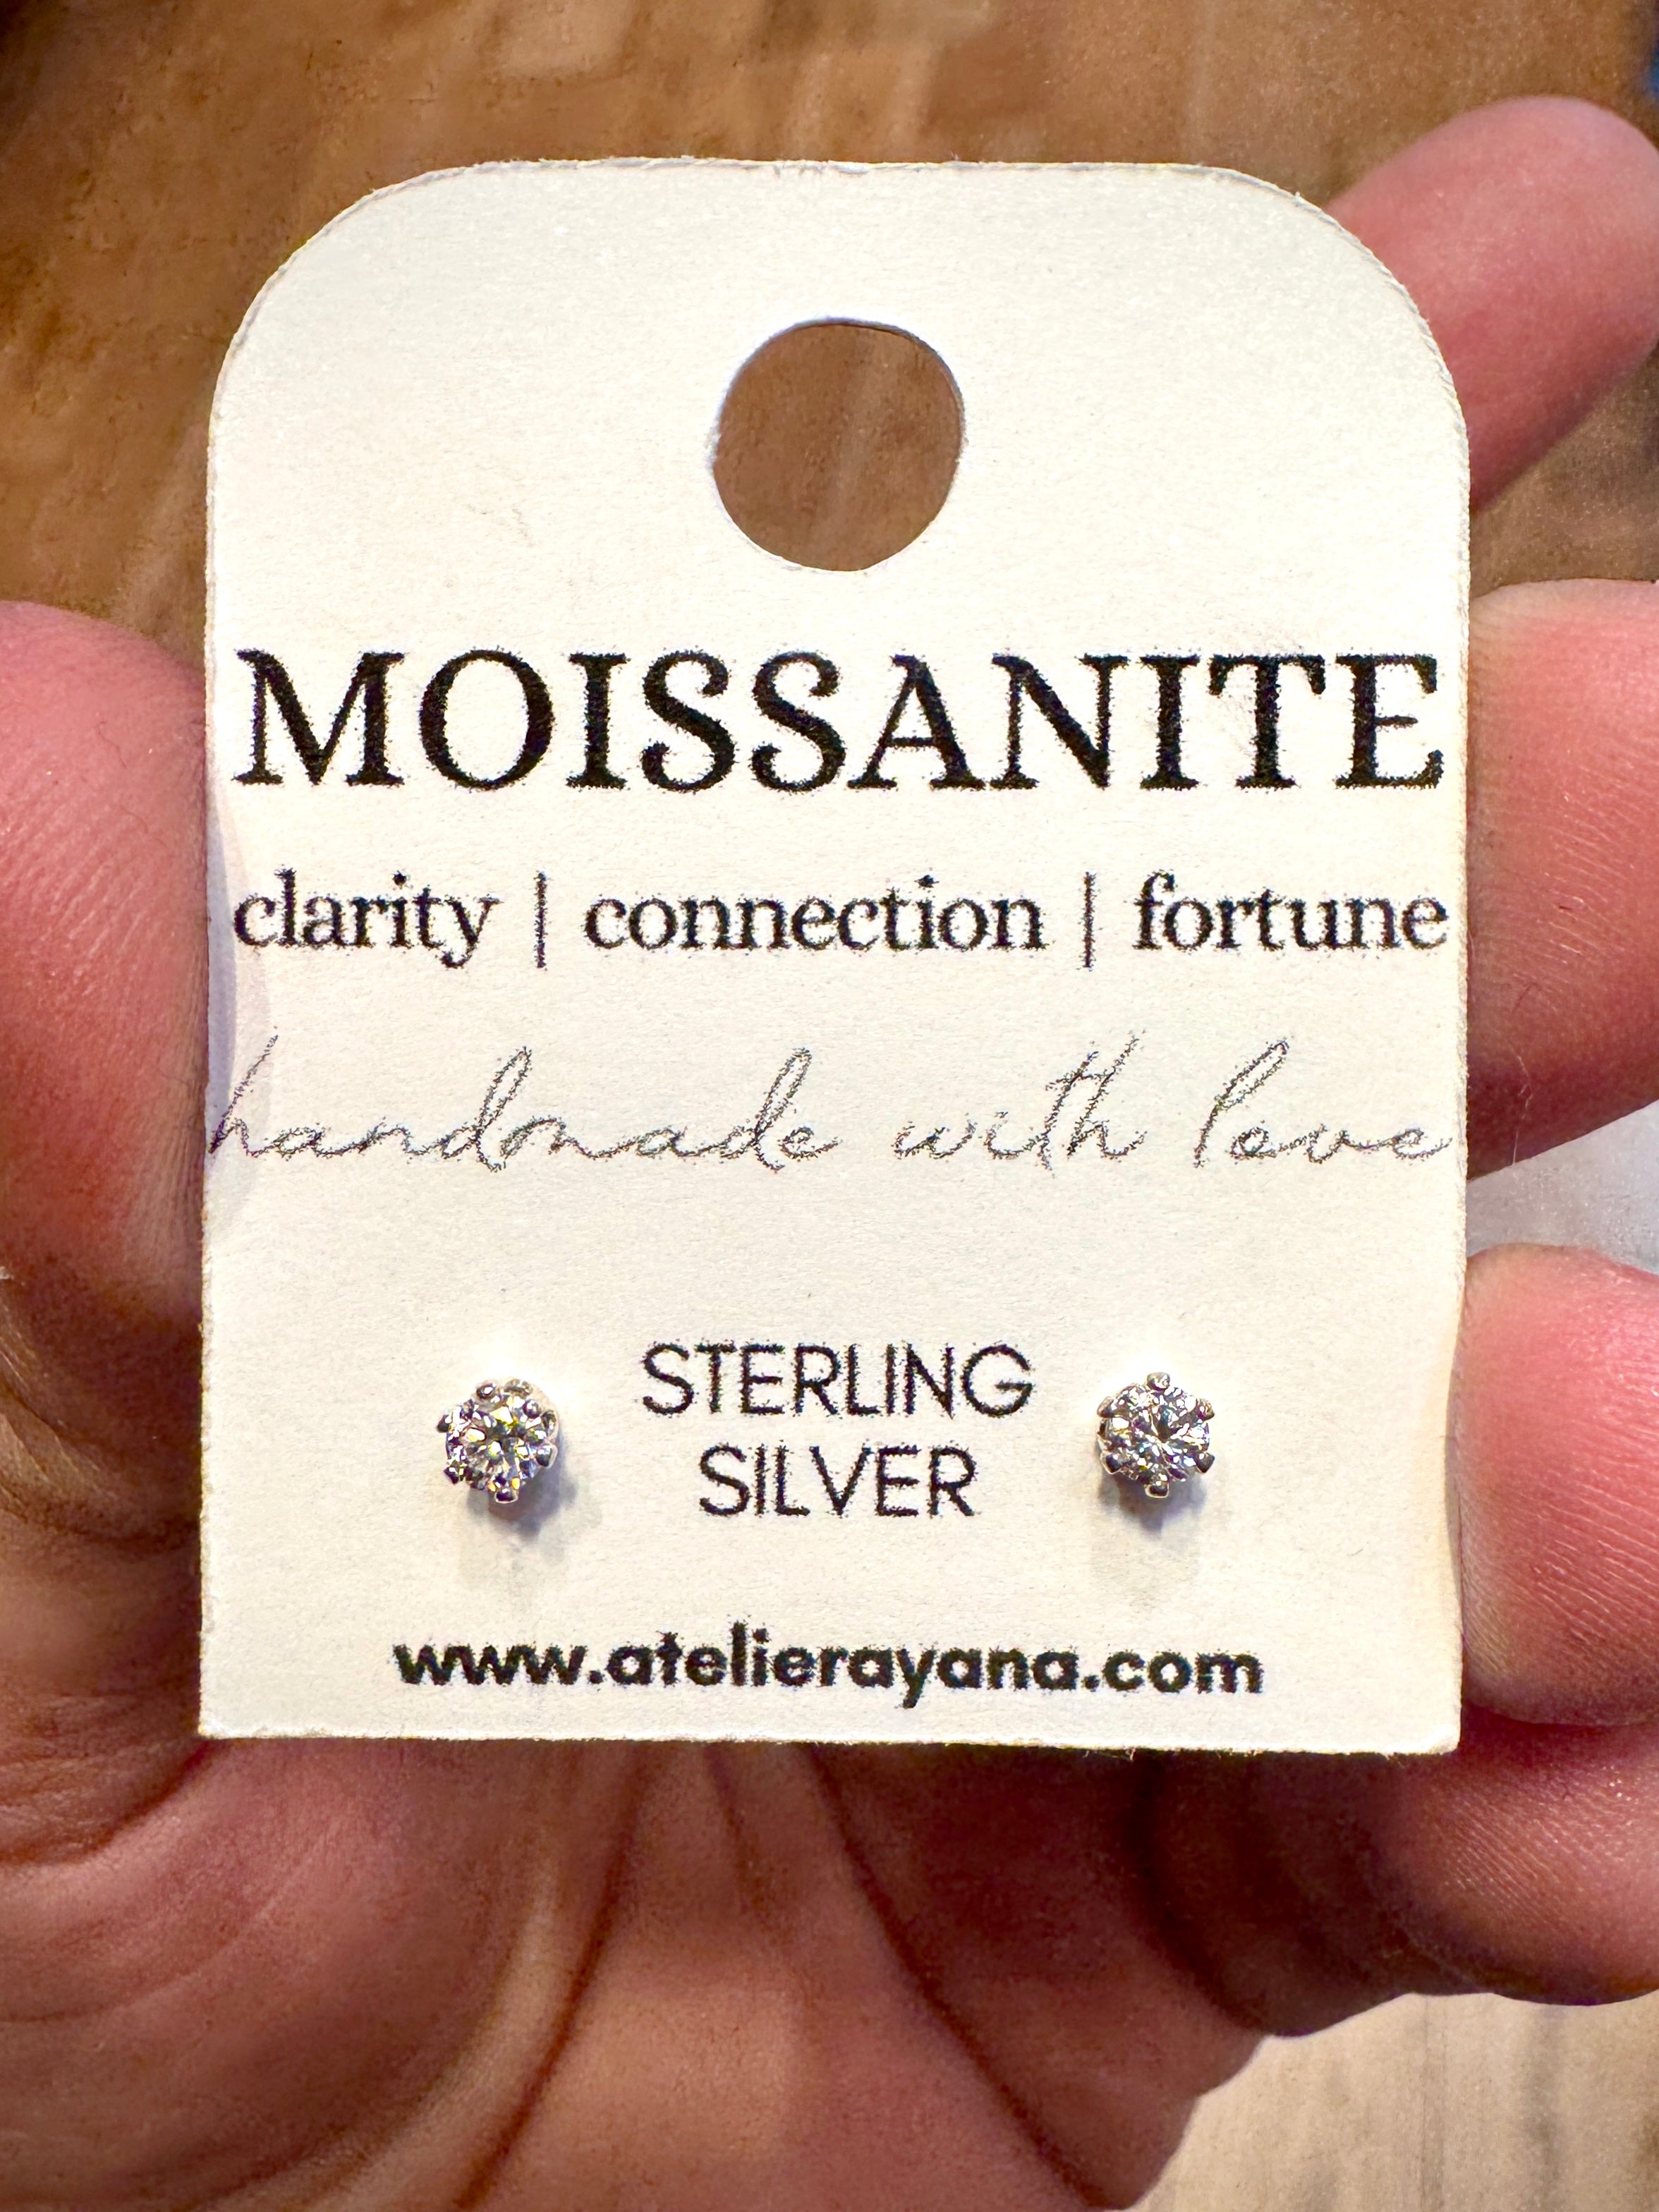 MOISSANITE
clarity | connection | fortune
handmade with love
STERLING
SILVER
www.atelierayana.com